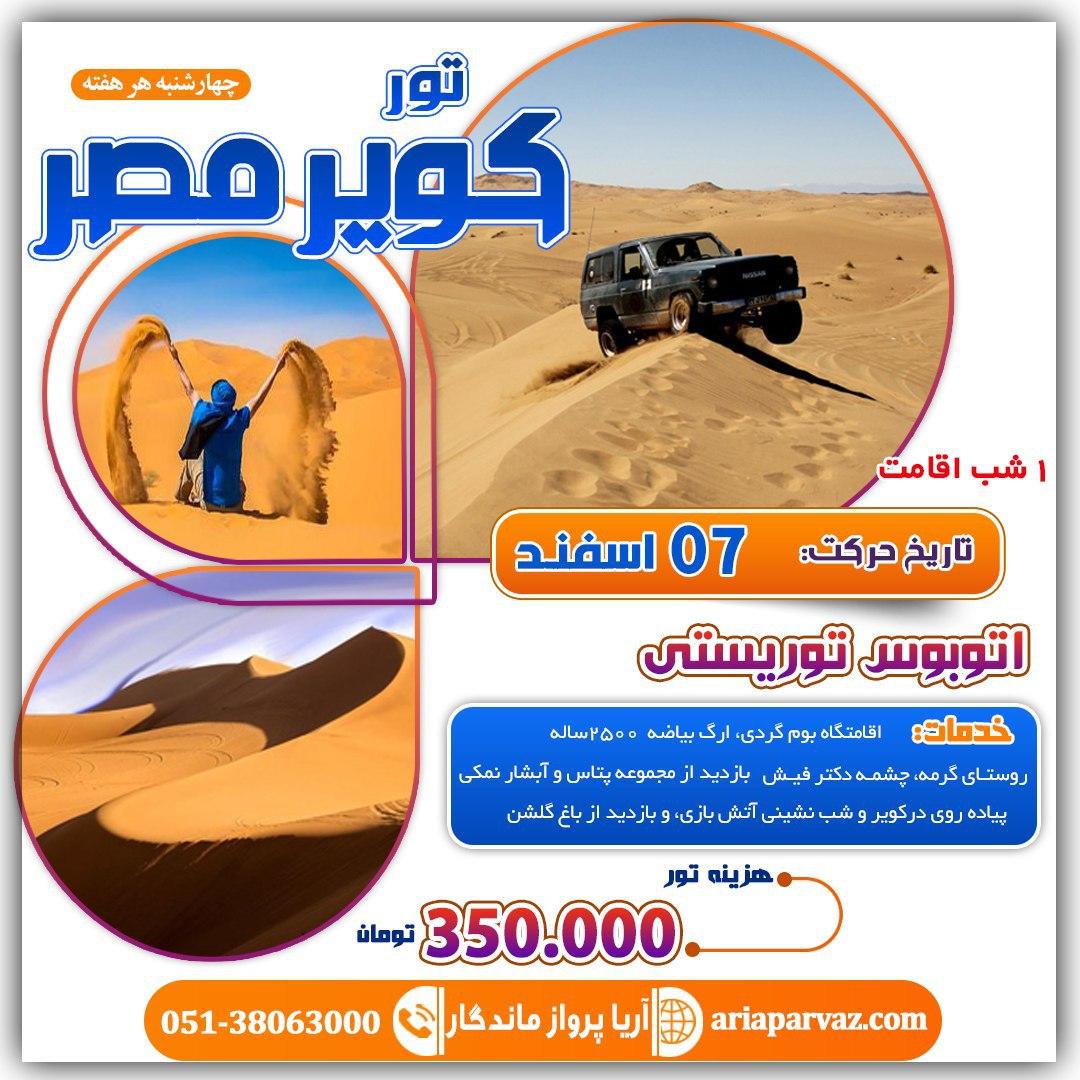 چهارشنبه هر هفته
تور
کویر مصر
NISSAN
۱ شب اقامت
تاریخ حرکت: 07 اسفند
اتوبوس توریستی
خدمات: اقامتگاه بوم گردی، ارگ بیاضه ۲۵۰۰ساله
روستای گرمه، چشمه دکتر فیش بازدید از مجموعه پتاس و آبشار نمکی
پیاده روی درکویر و شب نشینی آتش بازی، و بازدید از باغ گلشن
هزینه تور
350.000 تومان
051-38063000 آریا پرواز ماندگار ariaparvaz.com